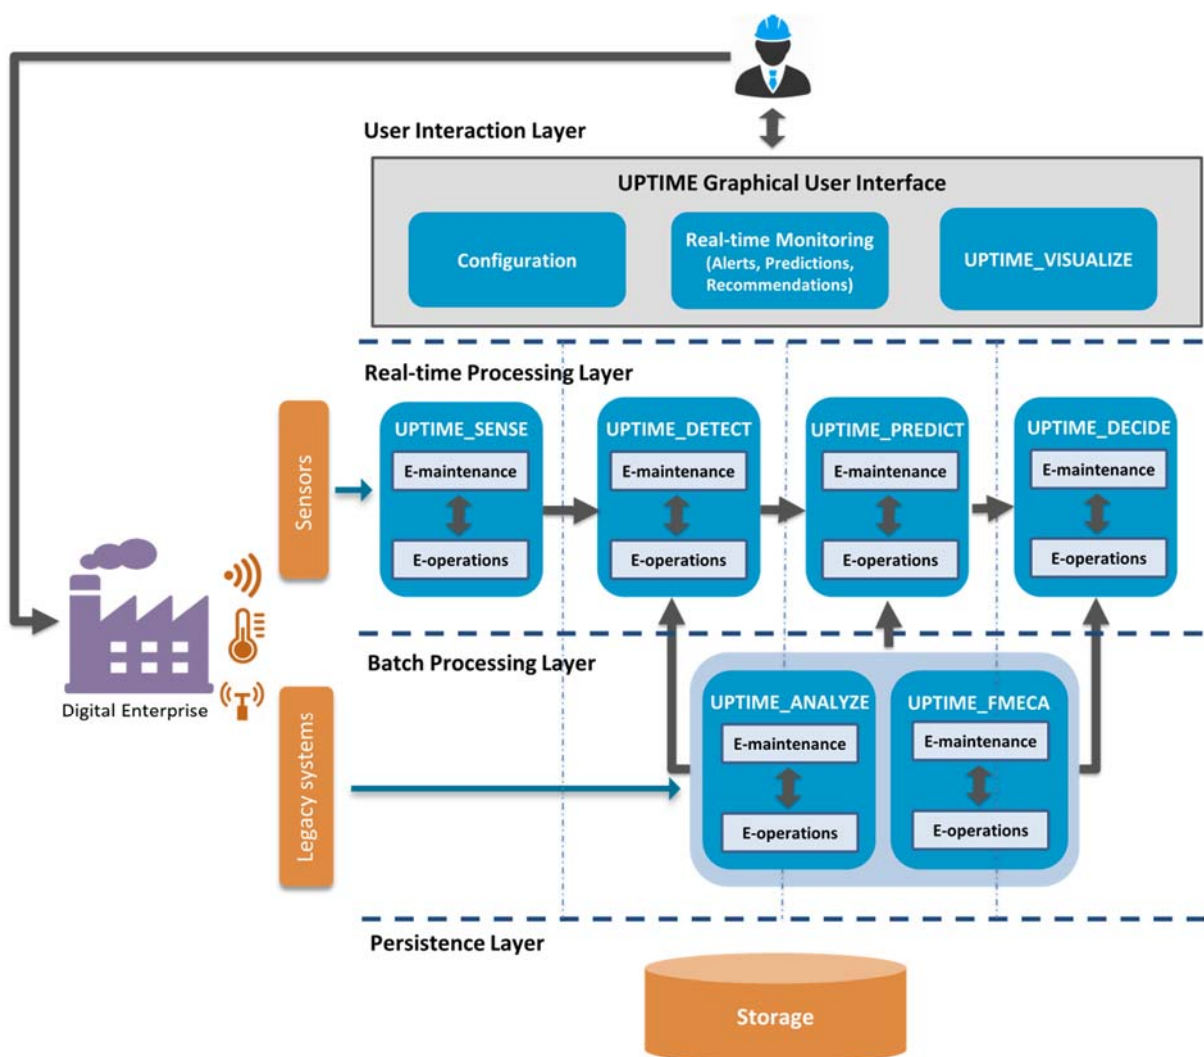 User Interaction Layer
UPTIME Graphical User Interface
Configuration
Real-time Monitoring
(Alerts, Predictions,
Recommendations)
UPTIME_VISUALIZE
Real-time Processing Layer
Sensors
UPTIME_SENSE
E-maintenance
E-operations
UPTIME_DETECT
E-maintenance
E-operations
UPTIME_PREDICT
E-maintenance
E-operations
UPTIME_DECIDE
E-maintenance
E-operations
Digital Enterprise
Batch Processing Layer
Legacy systems
UPTIME_ANALYZE
E-maintenance
E-operations
UPTIME_FMECA
E-maintenance
E-operations
Persistence Layer
Storage